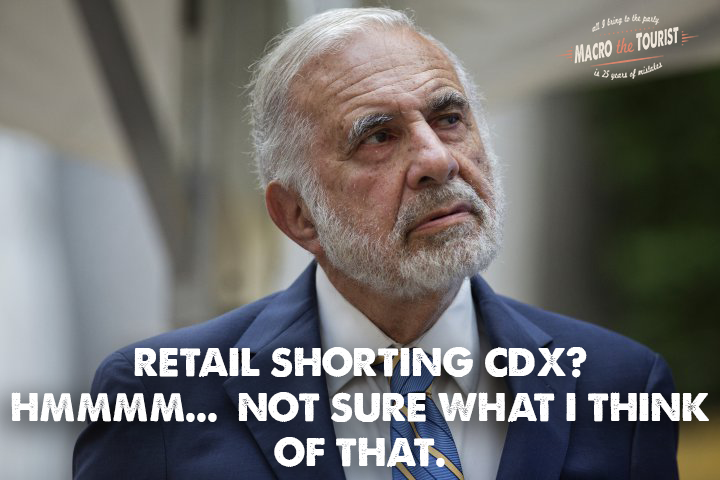 all I bring to the party
MACRO the TOURIST
is 25 years of mistakes
RETAIL SHORTING CDX?
HMMMM... NOT SURE WHAT I THINK
OF THAT.